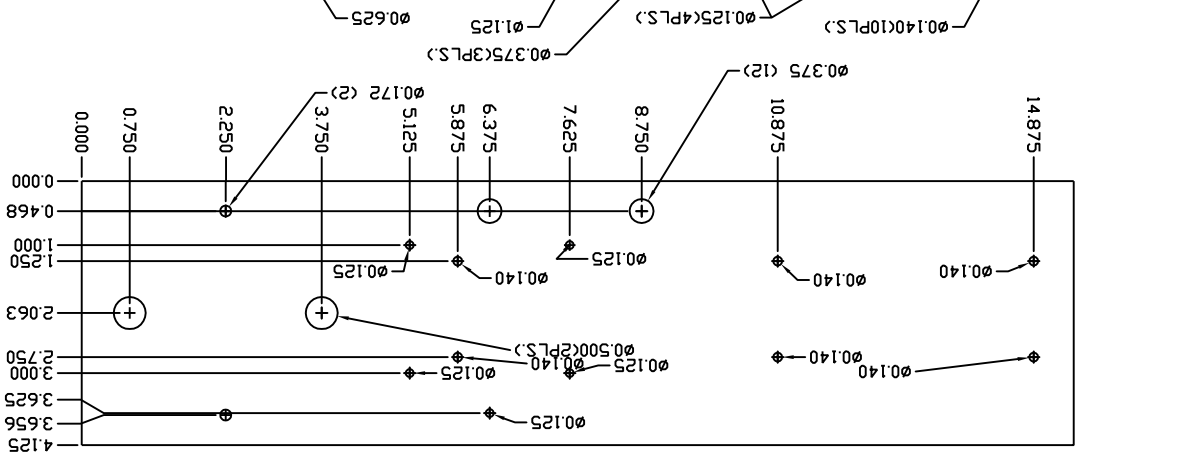 Ø0.625
Ø1.125
Ø0.125(4PLS.)
Ø0.140(10PLS.)
Ø0.375(3PLS.)
Ø0.375 (12)
Ø0.172 (2)
0.000
0.750
2.250
3.750
5.125
5.875
6.375
7.625
8.750
10.875
14.875
0.000
0.468
1.000
1.250
Ø0.125
Ø0.140
Ø0.125
Ø0.140
Ø0.140
2.063
Ø0.500(2PLS.)
2.750
Ø0.140
Ø0.125
Ø0.140
Ø0.140
3.000
Ø0.125
3.625
3.656
Ø0.125
4.125